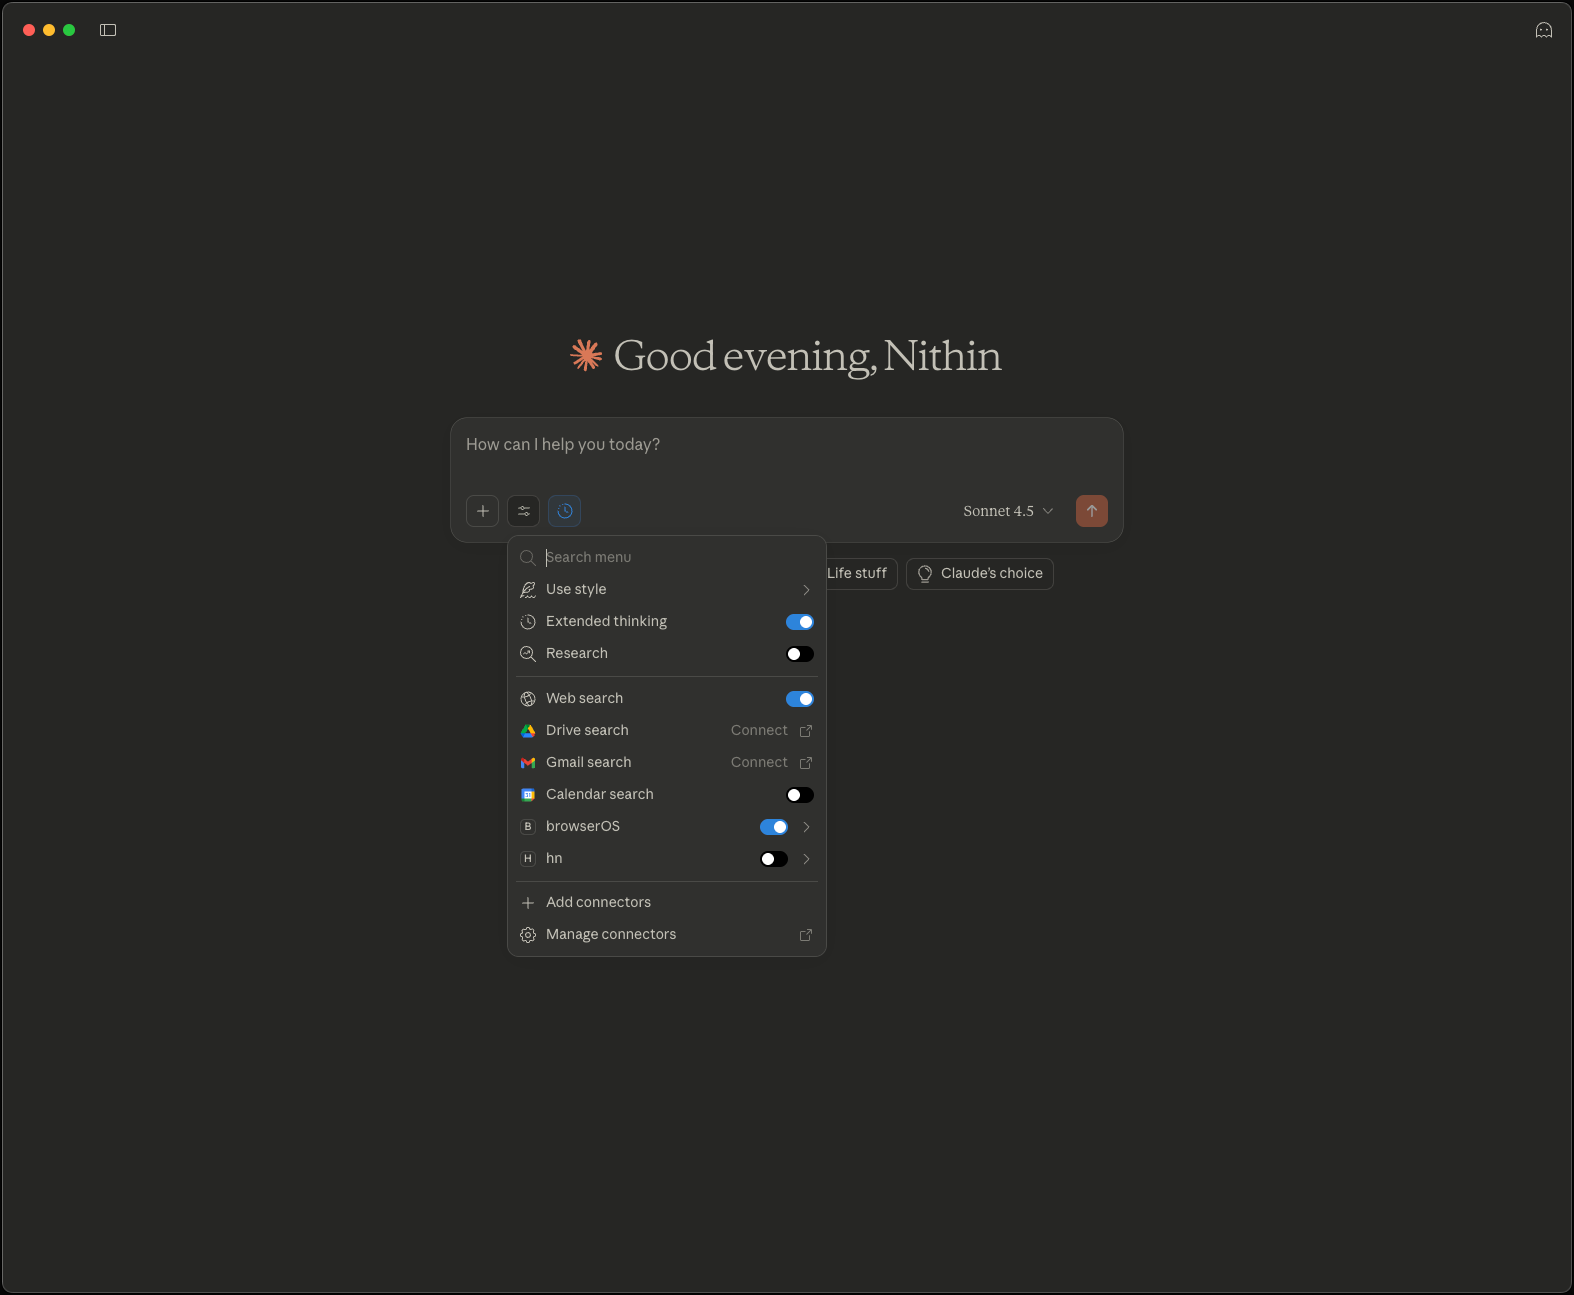 Good evening, Nithin
How can I help you today?
Sonnet 4.5
Life stuff
Claude's choice
Search menu
Use style
Extended thinking
Research
Web search
Drive search Connect
Gmail search Connect
31 Calendar search
B browserOS
H hn
Add connectors
Manage connectors